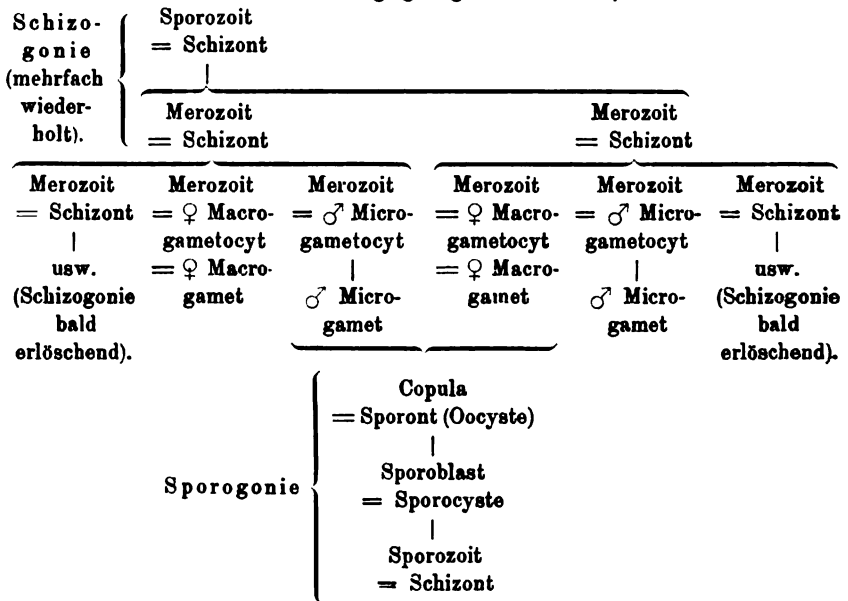 Schizo-
gonie
(mehrfach
wieder-
holt).
Sporozoit
= Schizont
|
Merozoit
= Schizont
Merozoit
= Schizont
Merozoit
= Schizont
|
usw.
(Schizogonie
bald
erlöschend).
Merozoit
= ♀ Macro-
gametocyt
= ♀ Macro-
gamet
Merozoit
= ♂ Micro-
gametocyt
|
♂ Micro-
gamet
Merozoit
= ♀ Macro-
gametocyt
= ♀ Macro-
gamet
Merozoit
= ♂ Micro-
gametocyt
|
♂ Micro-
gamet
Merozoit
= Schizont
|
usw.
(Schizogonie
bald
erlöschend).
Sporogonie
Copula
= Sporont (Oocyste)
|
Sporoblast
= Sporocyste
|
Sporozoit
= Schizont